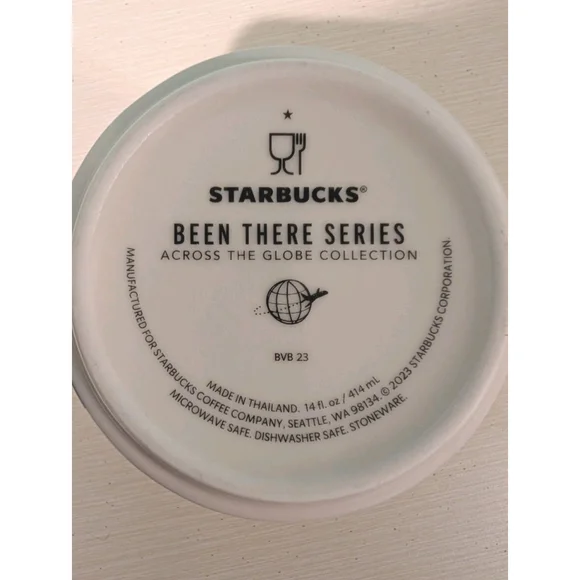 STARBUCKS®
BEEN THERE SERIES
ACROSS THE GLOBE COLLECTION
BVB 23
MADE IN THAILAND. 14 fl. oz / 414 mL
MANUFACTURED FOR STARBUCKS COFFEE COMPANY, SEATTLE, WA 98134. © 2023 STARBUCKS CORPORATION.
MICROWAVE SAFE. DISHWASHER SAFE. STONEWARE.